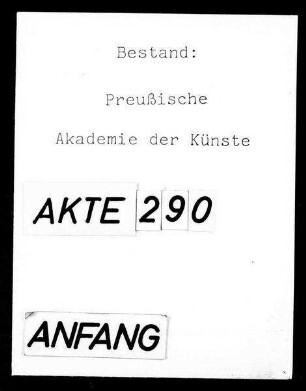 Bestand:
Preußische
Akademie der Künste
AKTE 290
ANFANG